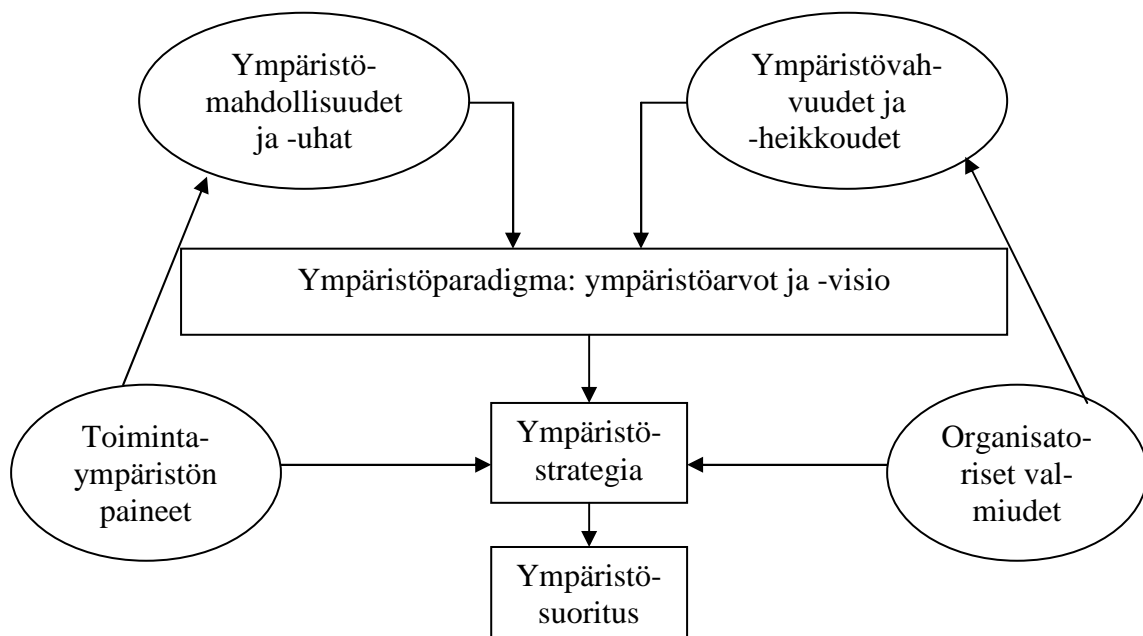 Ympäristö-
mahdollisuudet
ja -uhat
Ympäristövah-
vuudet ja
-heikkoudet
Ympäristöparadigma: ympäristöarvot ja -visio
Toiminta-
ympäristön
paineet
Ympäristö-
strategia
Organisato-
riset val-
miudet
Ympäristö-
suoritus